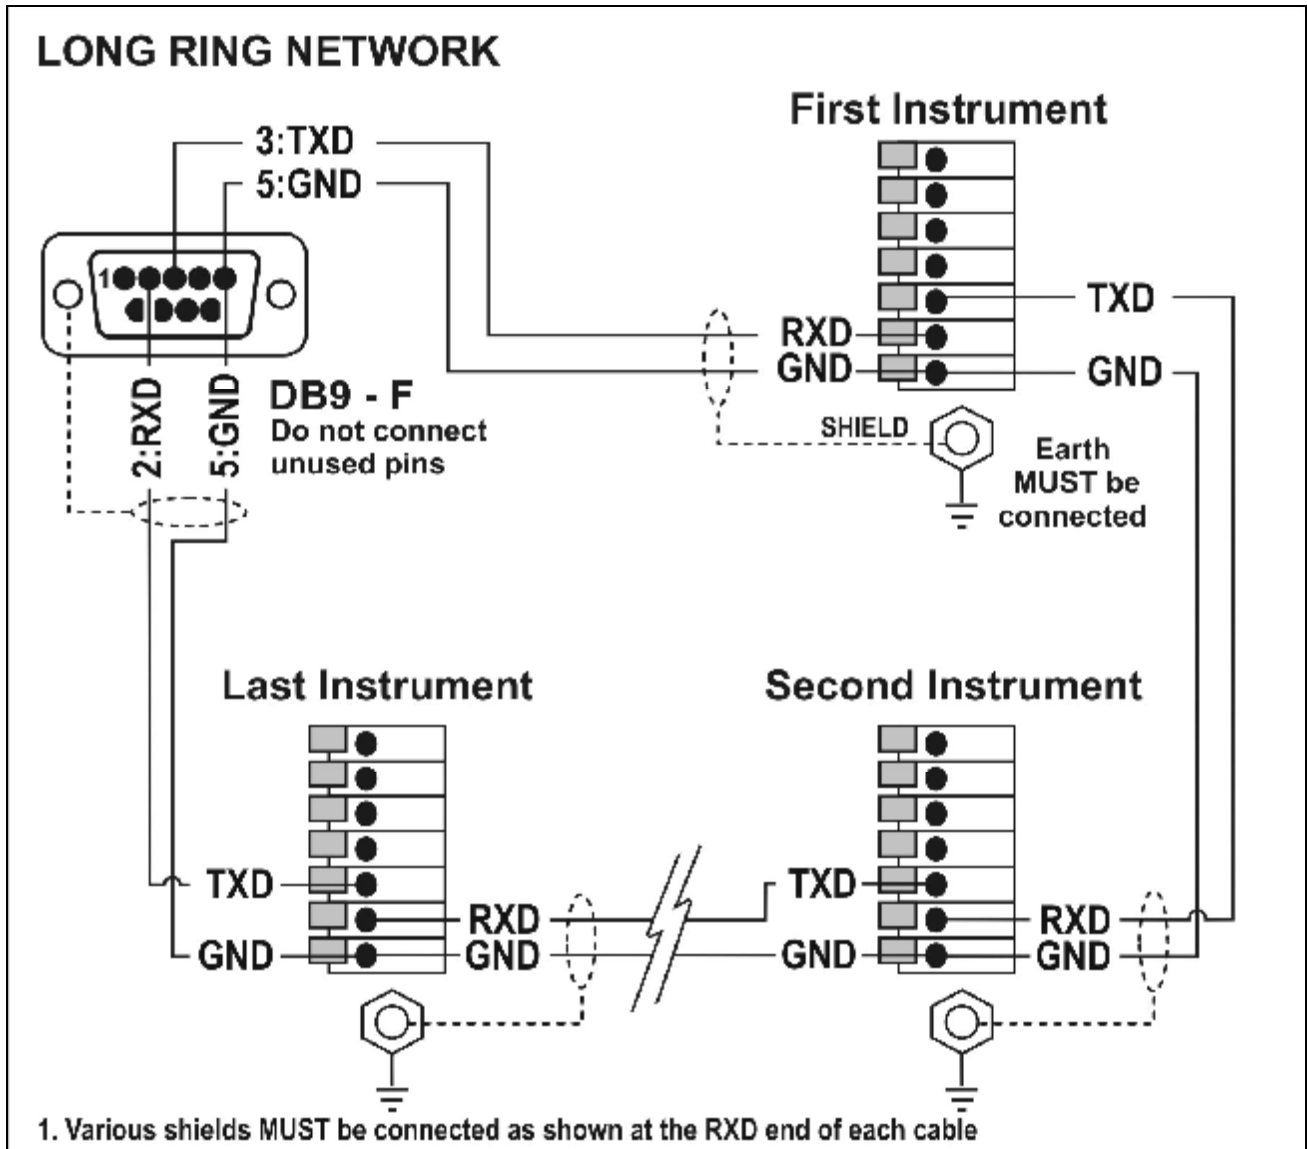 LONG RING NETWORK
First Instrument
3:TXD
5:GND
1
TXD
RXD
GND
GND
2:RXD
5:GND
DB9 - F
Do not connect
unused pins
SHIELD
Earth
MUST be
connected
Last Instrument
Second Instrument
TXD
RXD
GND
GND
TXD
RXD
GND
GND
1. Various shields MUST be connected as shown at the RXD end of each cable